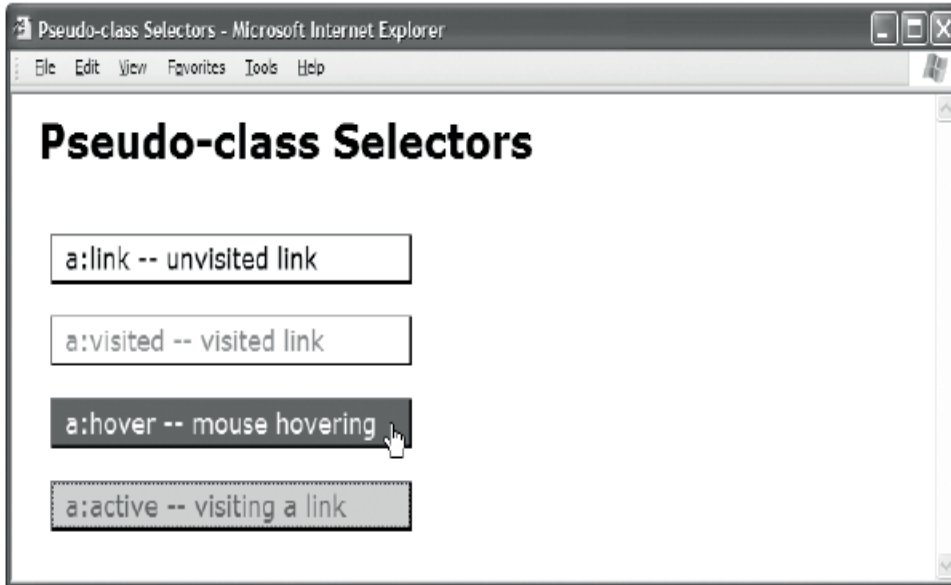 Pseudo-class Selectors - Microsoft Internet Explorer
File Edit View Favorites Tools Help
Pseudo-class Selectors
a:link -- unvisited link
a:visited -- visited link
a:hover -- mouse hovering
a:active -- visiting a link